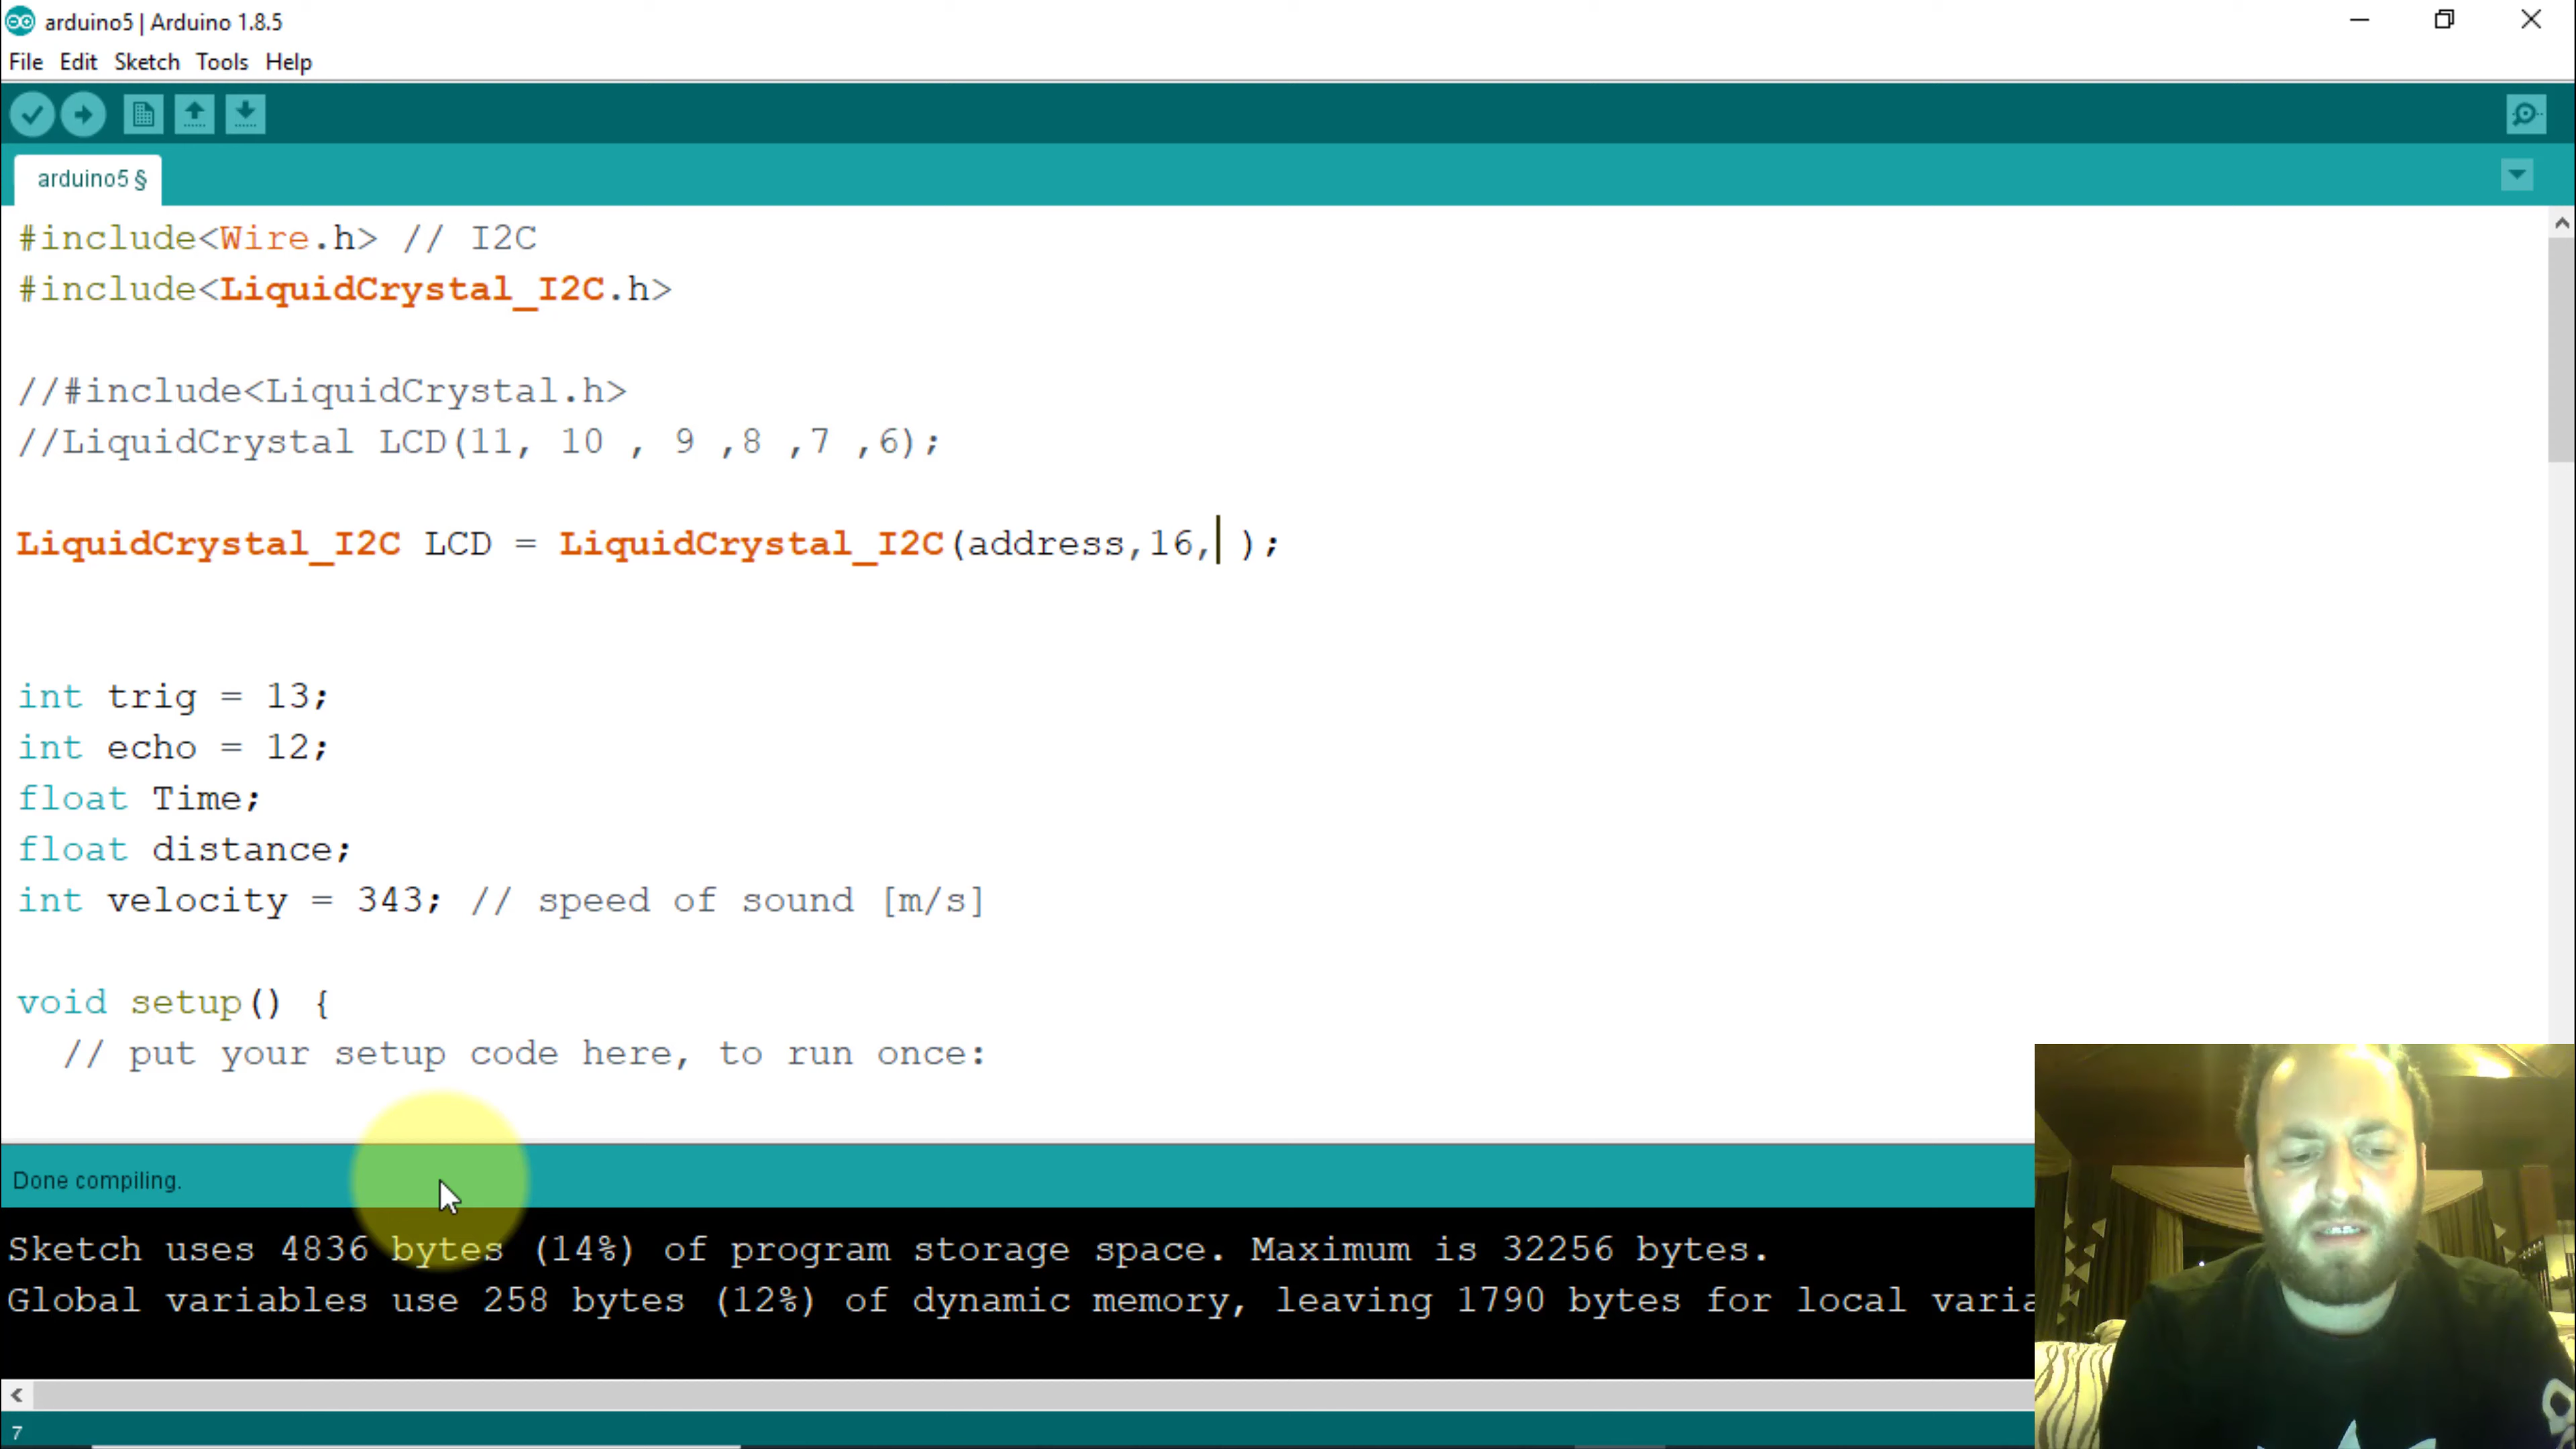 arduino5 | Arduino 1.8.5
File Edit Sketch Tools Help
arduino5 §
#include<Wire.h> // I2C
#include<LiquidCrystal_I2C.h>
//#include<LiquidCrystal.h>
//LiquidCrystal LCD(11, 10 , 9 ,8 ,7 ,6);
LiquidCrystal_I2C LCD = LiquidCrystal_I2C(address,16, );
int trig = 13;
int echo = 12;
float Time;
float distance;
int velocity = 343; // speed of sound [m/s]
void setup() {
// put your setup code here, to run once:
Done compiling.
Sketch uses 4836 bytes (14%) of program storage space. Maximum is 32256 bytes.
Global variables use 258 bytes (12%) of dynamic memory, leaving 1790 bytes for local varia
7